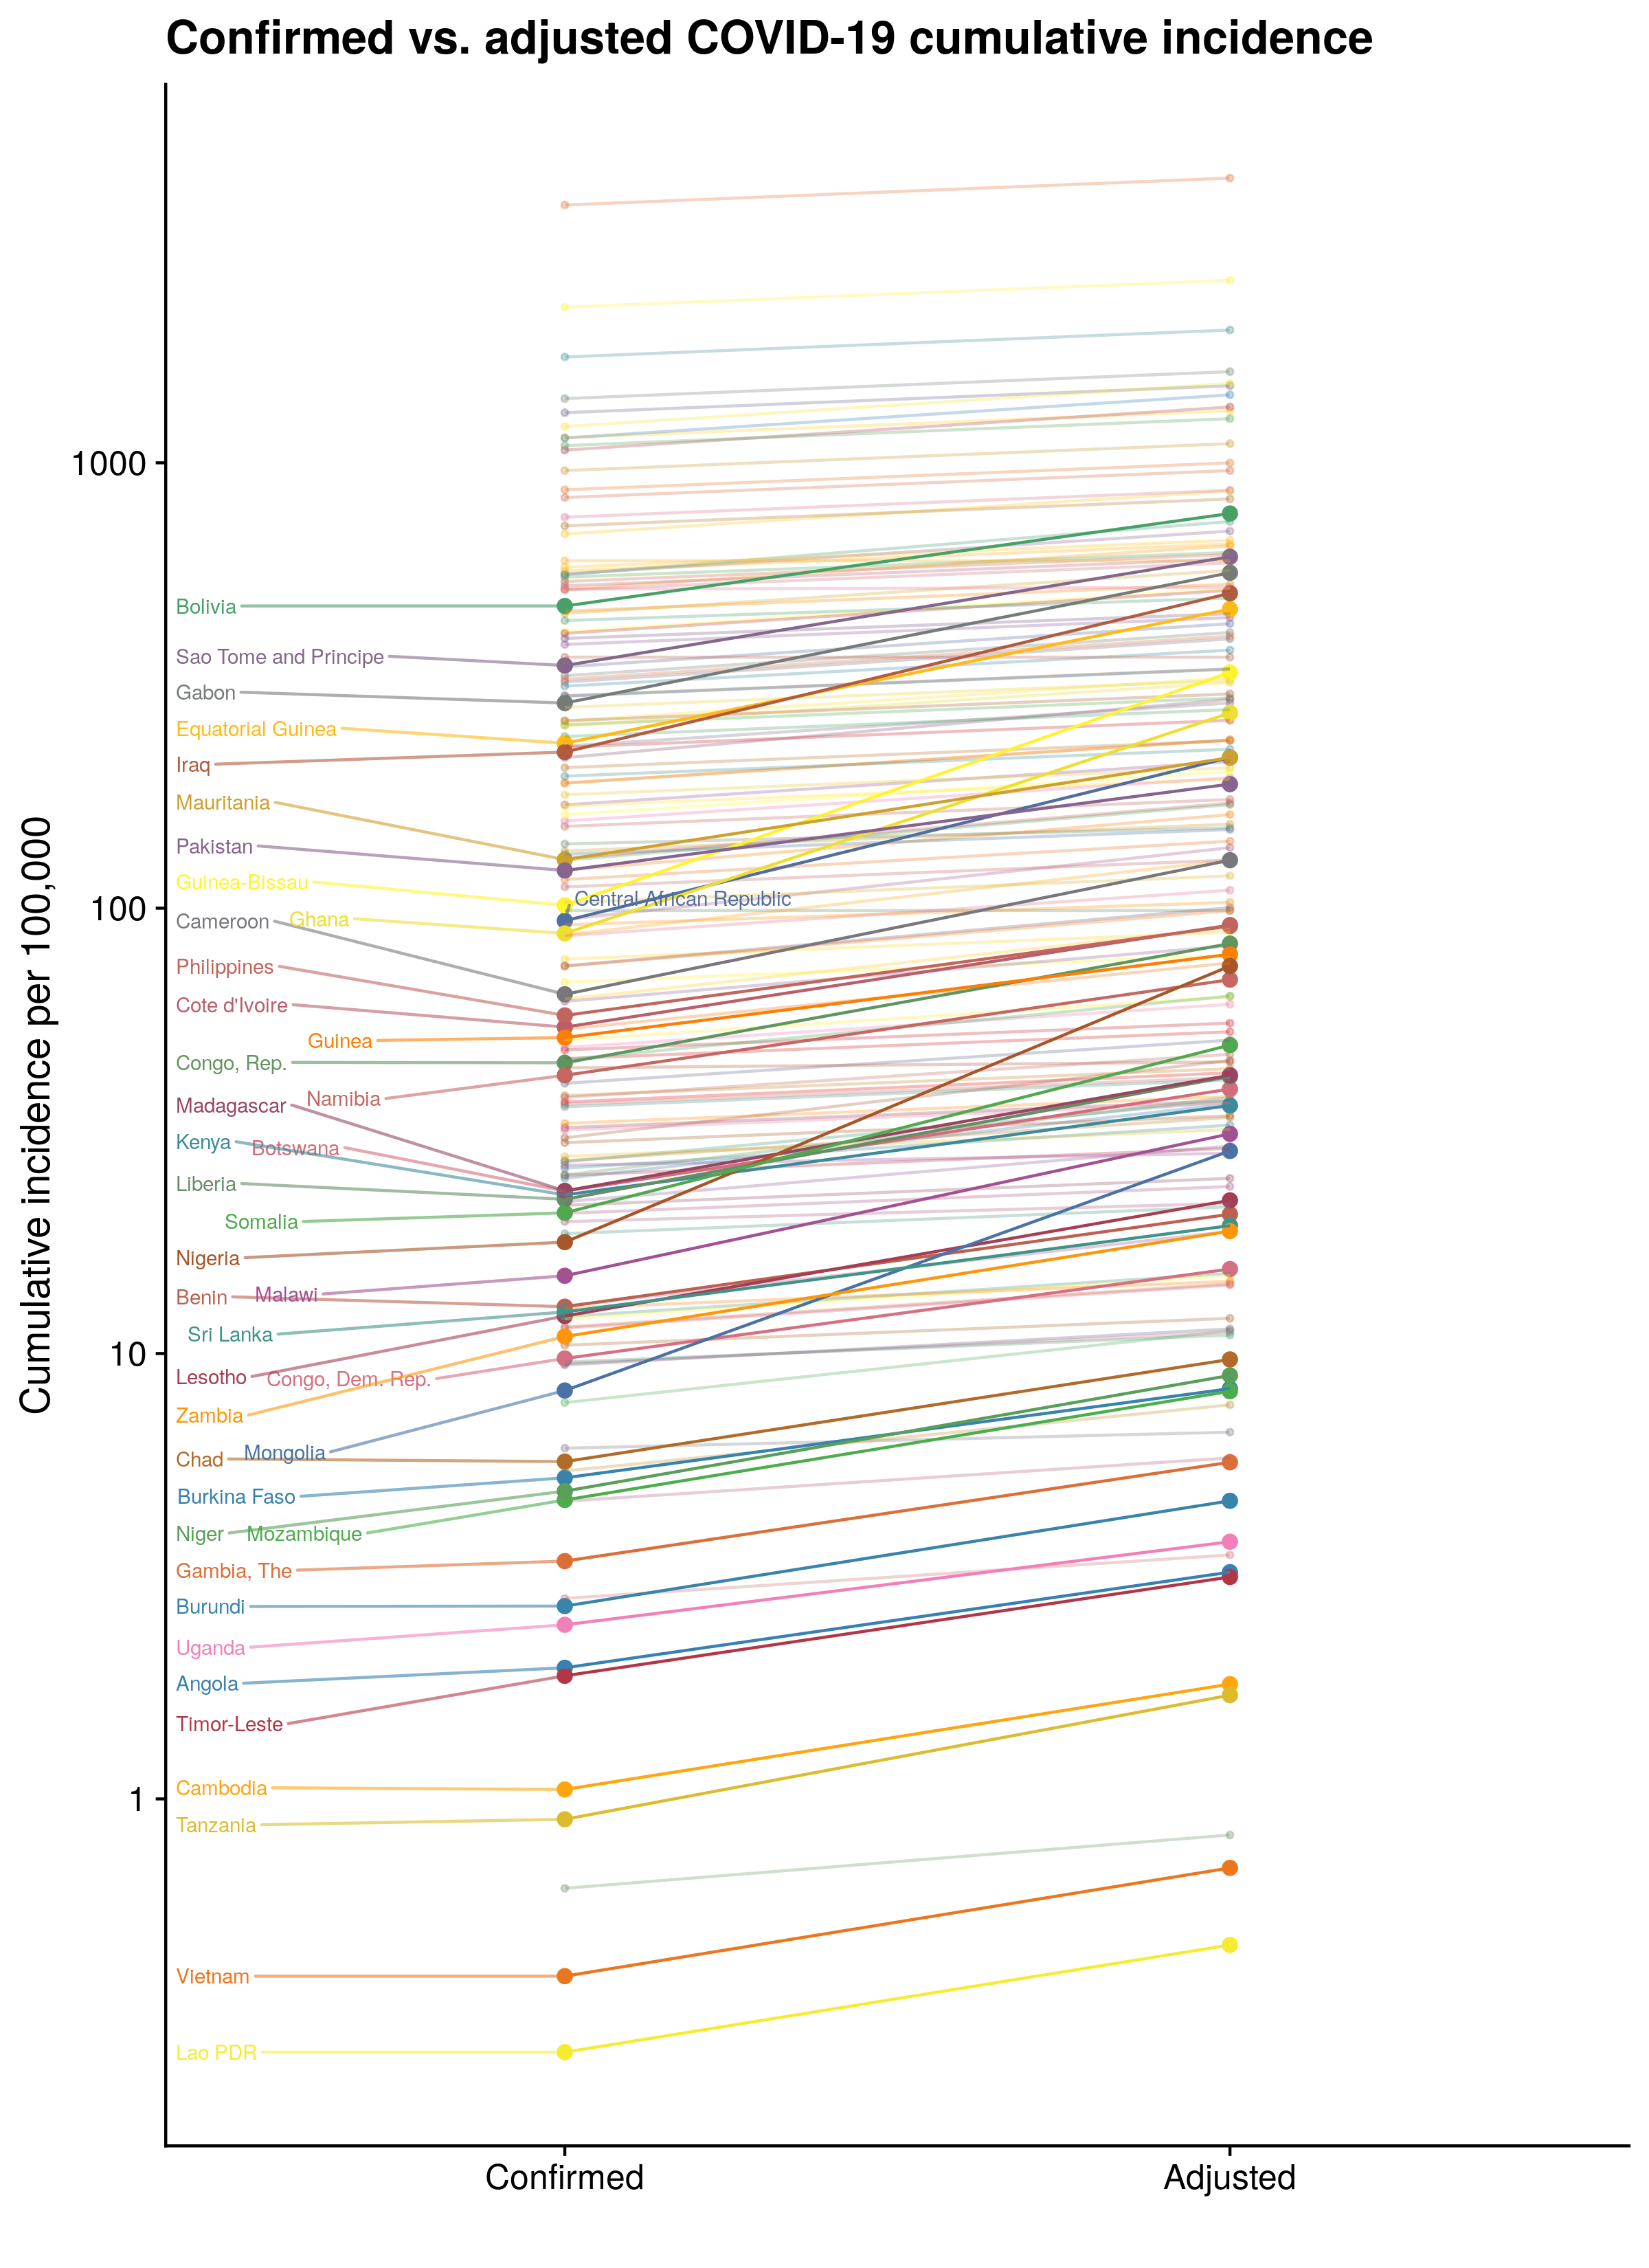 Confirmed vs. adjusted COVID-19 cumulative incidence
Cumulative incidence per 100,000
1000
100
10
1
Bolivia
Sao Tome and Principe
Gabon
Equatorial Guinea
Iraq
Mauritania
Pakistan
Guinea-Bissau
Central African Republic
Cameroon
Ghana
Philippines
Cote d'Ivoire
Guinea
Congo, Rep.
Namibia
Madagascar
Kenya
Botswana
Liberia
Somalia
Nigeria
Malawi
Benin
Sri Lanka
Lesotho
Congo, Dem. Rep.
Zambia
Mongolia
Chad
Burkina Faso
Niger
Mozambique
Gambia, The
Burundi
Uganda
Angola
Timor-Leste
Cambodia
Tanzania
Vietnam
Lao PDR
Confirmed
Adjusted